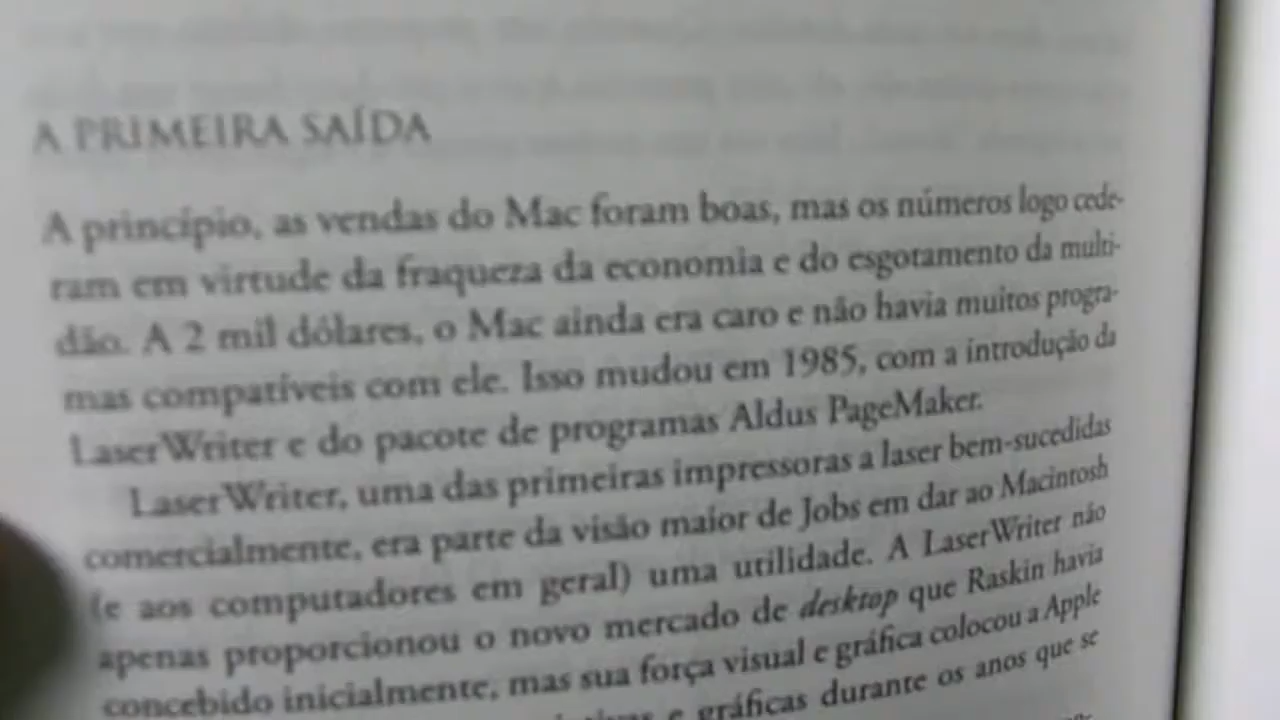 A PRIMEIRA SAÍDA
A princípio, as vendas do Mac foram boas, mas os números logo cede-
ram em virtude da fraqueza da economia e do esgotamento da multi-
dão. A 2 mil dólares, o Mac ainda era caro e não havia muitos progra-
mas compatíveis com ele. Isso mudou em 1985, com a introdução da
LaserWriter e do pacote de programas Aldus PageMaker.
LaserWriter, uma das primeiras impressoras a laser bem-sucedidas
comercialmente, era parte da visão maior de Jobs em dar ao Macintosh
(e aos computadores em geral) uma utilidade. A LaserWriter não
apenas proporcionou o novo mercado de desktop que Raskin havia
concebido inicialmente, mas sua força visual e gráfica colocou a Apple
e gráficas durante os anos que se